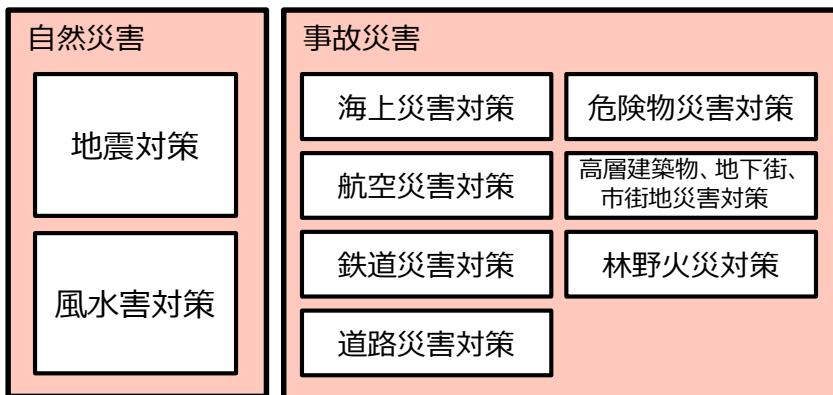 自然災害
地震対策
風水害対策
事故災害
海上災害対策
航空災害対策
鉄道災害対策
道路災害対策
危険物災害対策
高層建築物、地下街、
市街地災害対策
林野火災対策